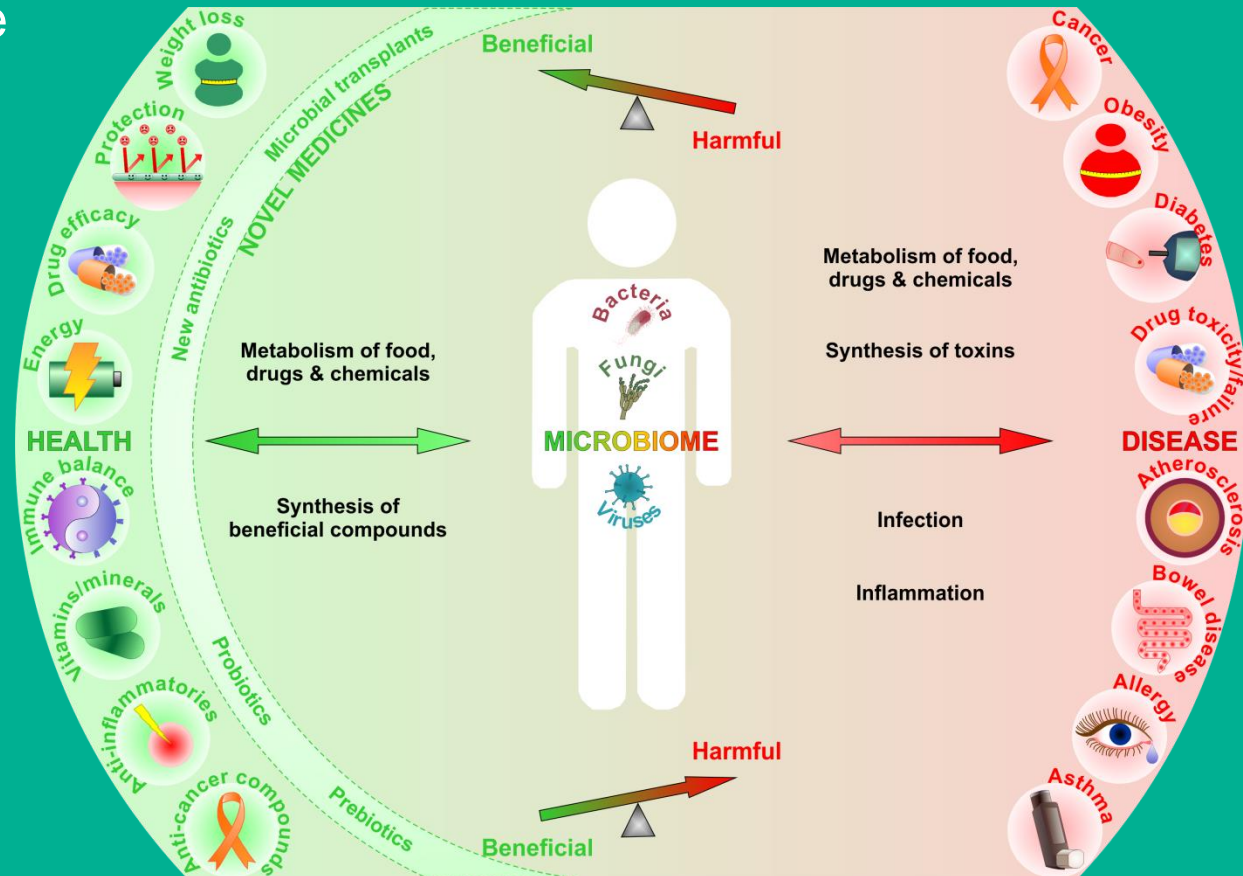 e
Weight loss
Protection
Drug efficacy
Energy
HEALTH
Immune balance
Vitamins/minerals
Anti-inflammatories
Anti-cancer compounds
Microbial transplants
NOVEL MEDICINES
New antibiotics
Probiotics
Prebiotics
Beneficial
Harmful
Metabolism of food,
drugs & chemicals
Synthesis of
beneficial compounds
Bacteria
Fungi
MICROBIOME
Viruses
Metabolism of food,
drugs & chemicals
Synthesis of toxins
Infection
Inflammation
Harmful
Beneficial
Cancer
Obesity
Diabetes
Drug toxicity/failure
DISEASE
Atherosclerosis
Bowel disease
Allergy
Asthma